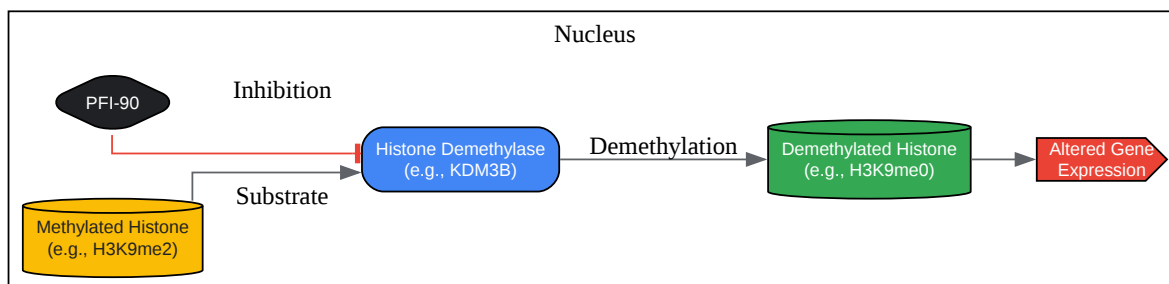 Nucleus
PFI-90
Inhibition
Histone Demethylase
(e.g., KDM3B)
Demethylation
Demethylated Histone
(e.g., H3K9me0)
Altered Gene
Expression
Substrate
Methylated Histone
(e.g., H3K9me2)